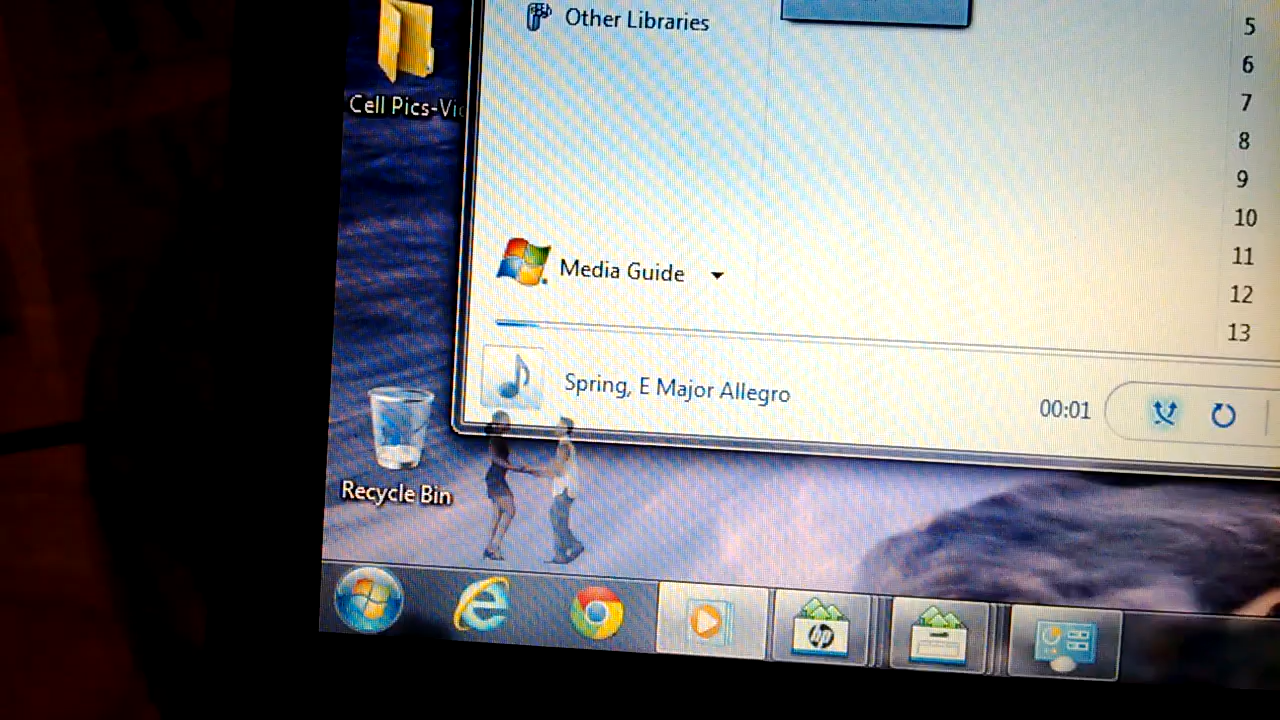 Other Libraries
Cell Pics-Vi
5
6
7
8
9
10
11
12
13
Media Guide
Spring, E Major Allegro
00:01
Recycle Bin
hp